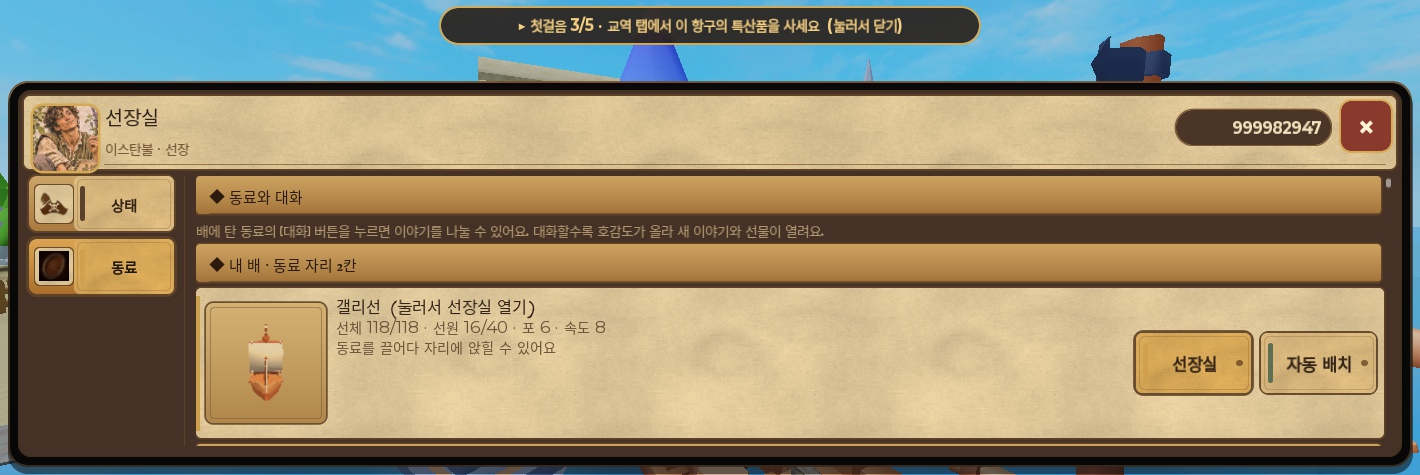 ▸ 첫걸음 3/5 · 교역 탭에서 이 항구의 특산품을 사세요 (눌러서 닫기)
선장실
이스탄불 · 선장
999982947
×
상태
동료
◆ 동료와 대화
배에 탄 동료의 [대화] 버튼을 누르면 이야기를 나눌 수 있어요. 대화할수록 호감도가 올라 새 이야기와 선물이 열려요.
◆ 내 배 · 동료 자리 2칸
갤리선 (눌러서 선장실 열기)
선체 118/118 · 선원 16/40 · 포 6 · 속도 8
동료를 끌어다 자리에 앉힐 수 있어요
선장실
자동 배치